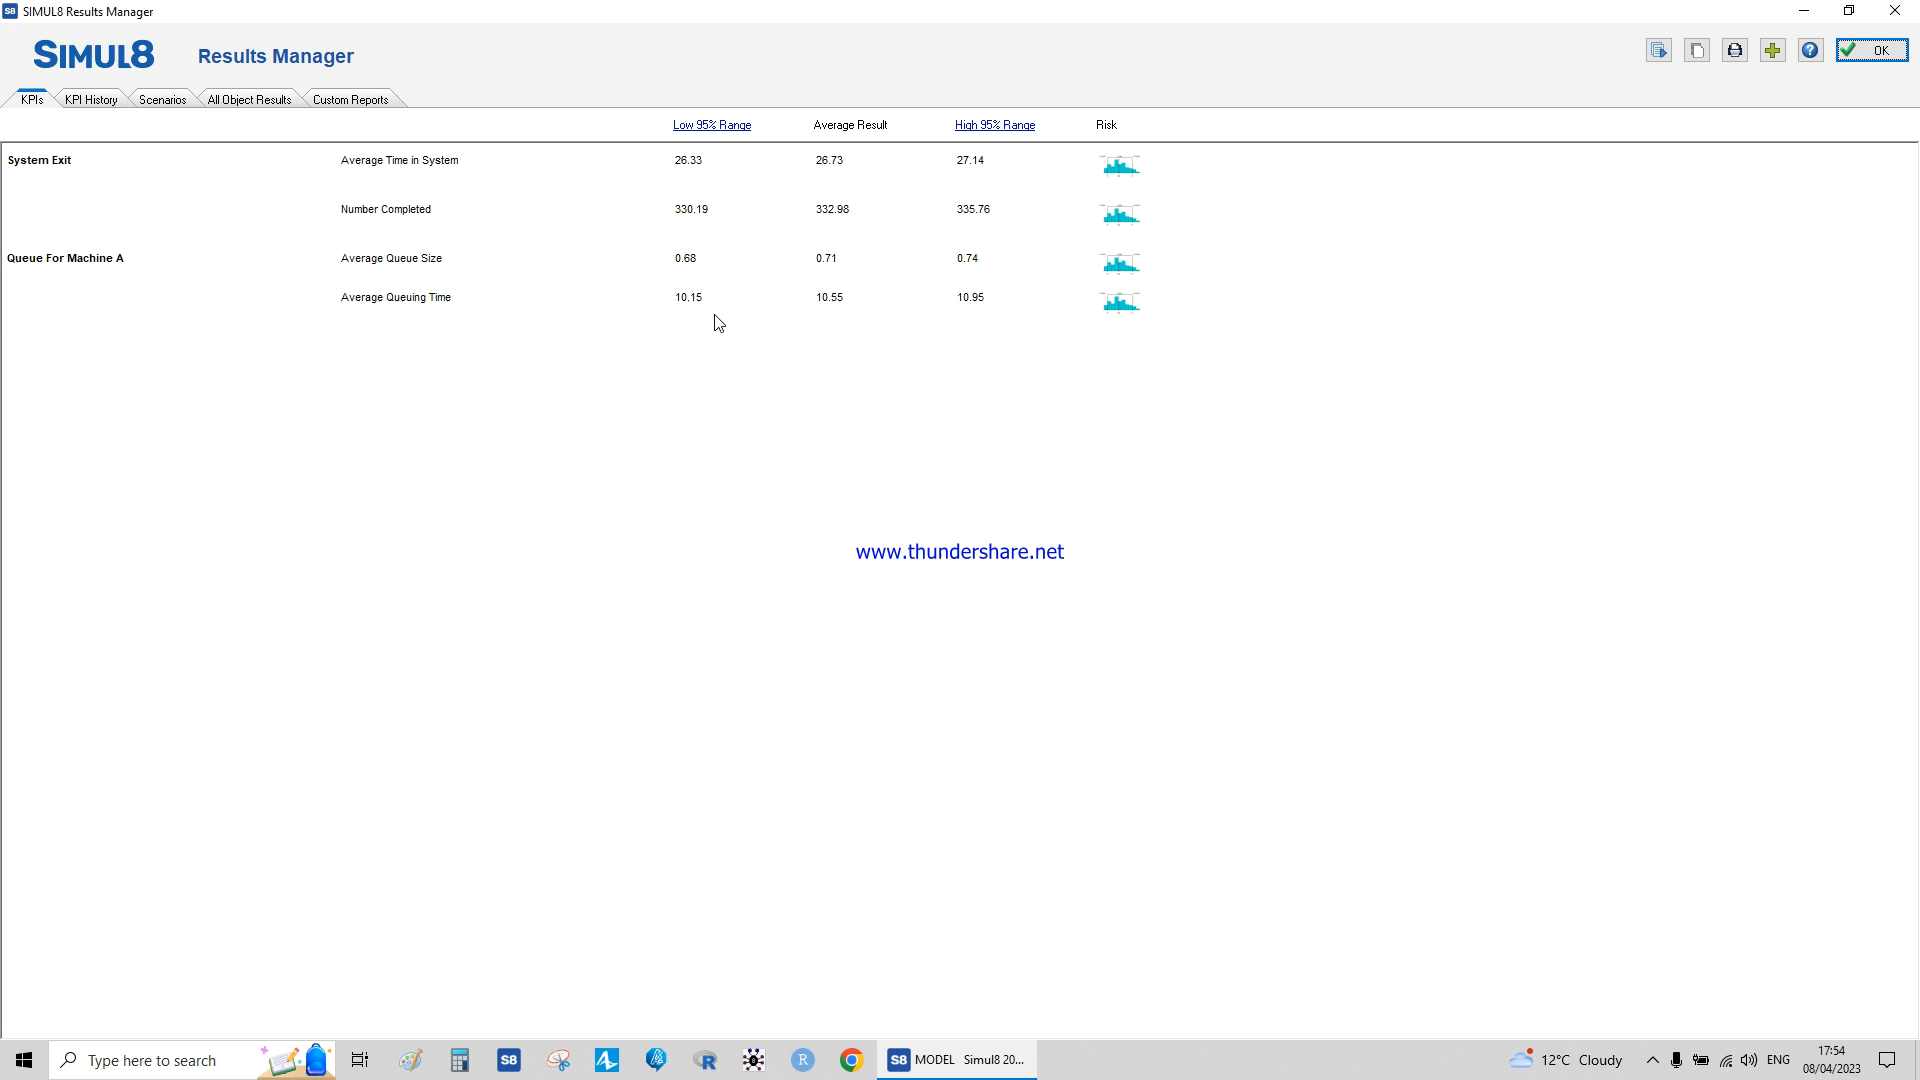 S8 SIMUL8 Results Manager
SIMUL8 Results Manager
OK
KPIs KPI History Scenarios All Object Results Custom Reports
Low 95% Range Average Result High 95% Range Risk
System Exit Average Time in System 26.33 26.73 27.14
Number Completed 330.19 332.98 335.76
Queue For Machine A Average Queue Size 0.68 0.71 0.74
Average Queuing Time 10.15 10.55 10.95
www.thundershare.net
Type here to search S8 R R S8 MODEL Simul8 20... 12°C Cloudy ENG 17:54
08/04/2023